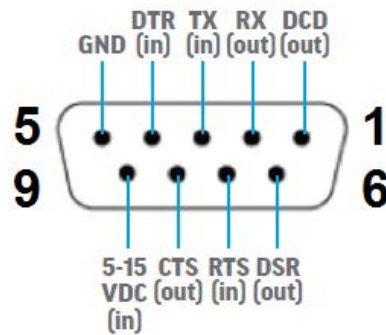 DTR TX RX DCD
GND (in) (in) (out) (out)
5 1
9 6
5-15 CTS RTS DSR
VDC (out) (in) (out)
(in)